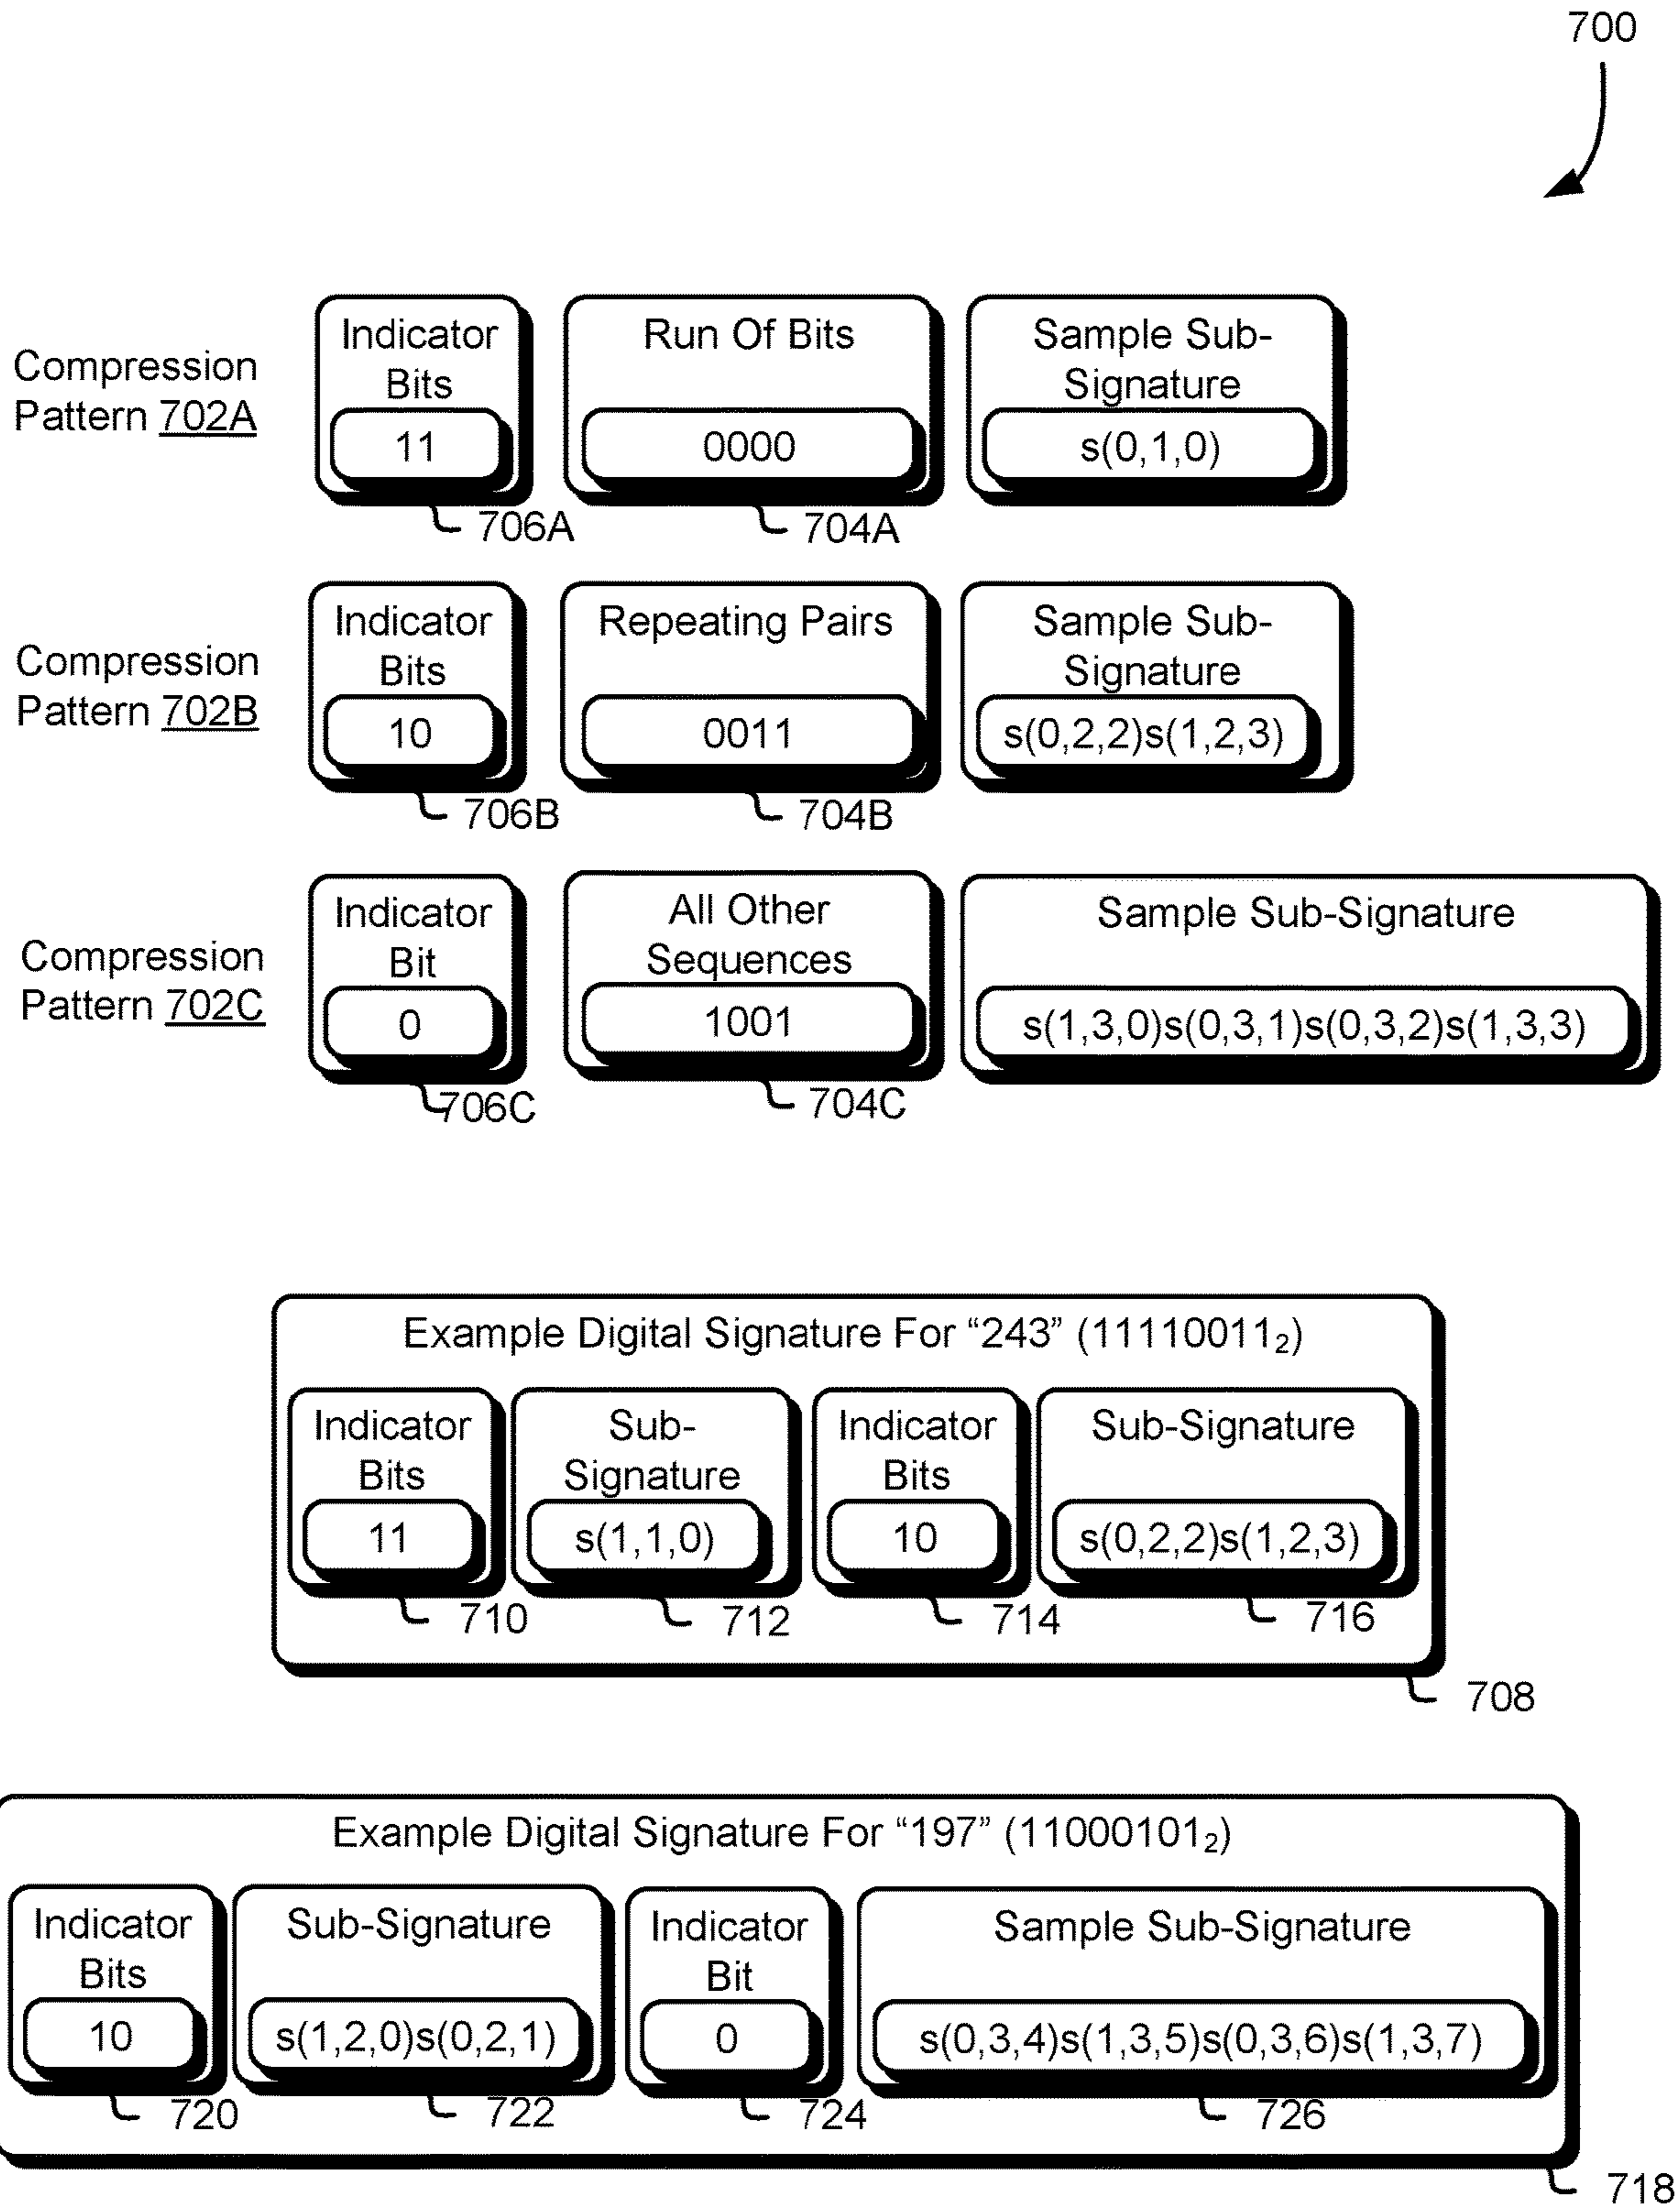 700
Compression
Pattern 702A
Indicator
Bits
11
706A
Run Of Bits
0000
704A
Sample Sub-
Signature
s(0,1,0)
Compression
Pattern 702B
Indicator
Bits
10
706B
Repeating Pairs
0011
704B
Sample Sub-
Signature
s(0,2,2)s(1,2,3)
Compression
Pattern 702C
Indicator
Bit
0
706C
All Other
Sequences
1001
704C
Sample Sub-Signature
s(1,3,0)s(0,3,1)s(0,3,2)s(1,3,3)
Example Digital Signature For “243” (11110011₂)
Indicator
Bits
11
710
Sub-
Signature
s(1,1,0)
712
Indicator
Bits
10
714
Sub-Signature
s(0,2,2)s(1,2,3)
716
708
Example Digital Signature For “197” (11000101₂)
Indicator
Bits
10
720
Sub-Signature
s(1,2,0)s(0,2,1)
722
Indicator
Bit
0
724
Sample Sub-Signature
s(0,3,4)s(1,3,5)s(0,3,6)s(1,3,7)
726
718